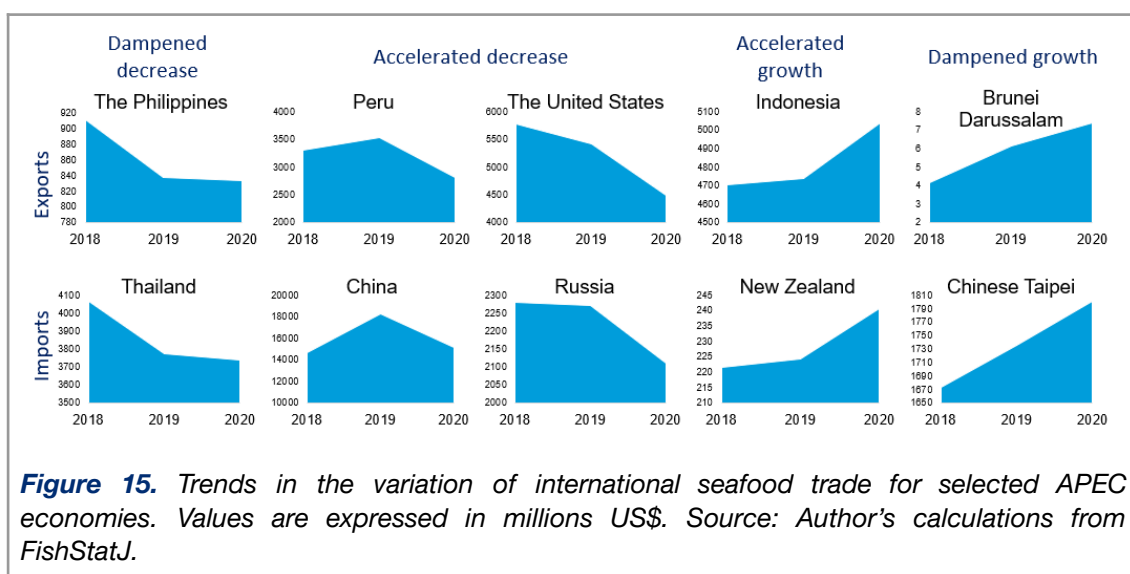 Dampened decrease
Accelerated decrease
Accelerated growth
Dampened growth
Exports
The Philippines
920
900
880
860
840
820
800
780
2018 2019 2020
Peru
4000
3500
3000
2500
2000
2018 2019 2020
The United States
6000
5500
5000
4500
4000
2018 2019 2020
Indonesia
5100
5000
4900
4800
4700
4600
4500
2018 2019 2020
Brunei
Darussalam
8
7
6
5
4
3
2
2018 2019 2020
Imports
Thailand
4100
4000
3900
3800
3700
3600
3500
2018 2019 2020
China
20000
18000
16000
14000
12000
10000
2018 2019 2020
Russia
2300
2250
2200
2150
2100
2050
2000
2018 2019 2020
New Zealand
245
240
235
230
225
220
215
210
2018 2019 2020
Chinese Taipei
1810
1790
1770
1750
1730
1710
1690
1670
1650
2018 2019 2020
Figure 15. Trends in the variation of international seafood trade for selected APEC
economies. Values are expressed in millions US$. Source: Author's calculations from
FishStatJ.